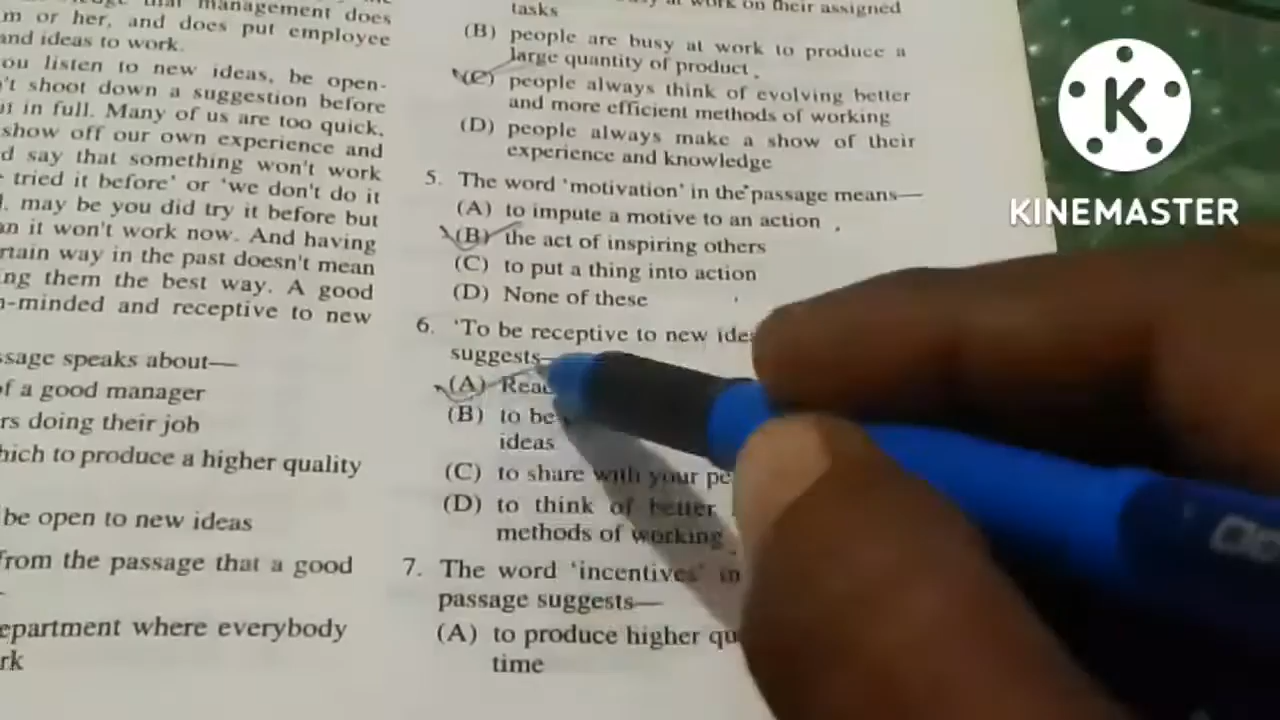 that management does
m or her, and does put employee
and ideas to work.
ou listen to new ideas, be open-
't shoot down a suggestion before
in full. Many of us are too quick,
show off our own experience and
d say that something won't work
tried it before' or 'we don't do it
may be you did try it before but
an it won't work now. And having
rtain way in the past doesn't mean
ing them the best way. A good
n-minded and receptive to new
ssage speaks about—
of a good manager
rs doing their job
hich to produce a higher quality
be open to new ideas
from the passage that a good
epartment where everybody
rk
at work on their assigned
tasks
(B) people are busy at work to produce a
large quantity of product
(C) people always think of evolving better
and more efficient methods of working
(D) people always make a show of their
experience and knowledge
5. The word 'motivation' in the passage means—
(A) to impute a motive to an action
(B) the act of inspiring others
(C) to put a thing into action
(D) None of these
6. 'To be receptive to new
suggests—
(A)
(B) to be
ideas
(C) to share with your
(D) to think of better
methods of working
7. The word 'incentives' in
passage suggests—
(A) to produce higher
time
K
KINEMASTER